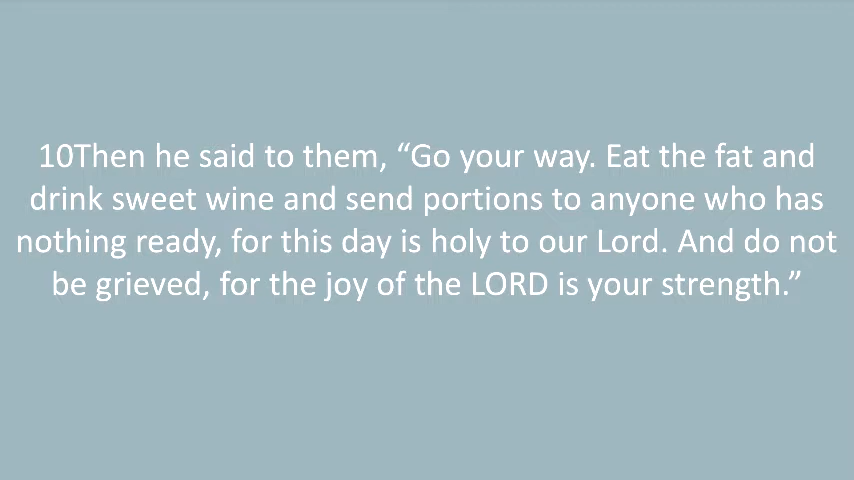 10Then he said to them, “Go your way. Eat the fat and
drink sweet wine and send portions to anyone who has
nothing ready, for this day is holy to our Lord. And do not
be grieved, for the joy of the LORD is your strength.”